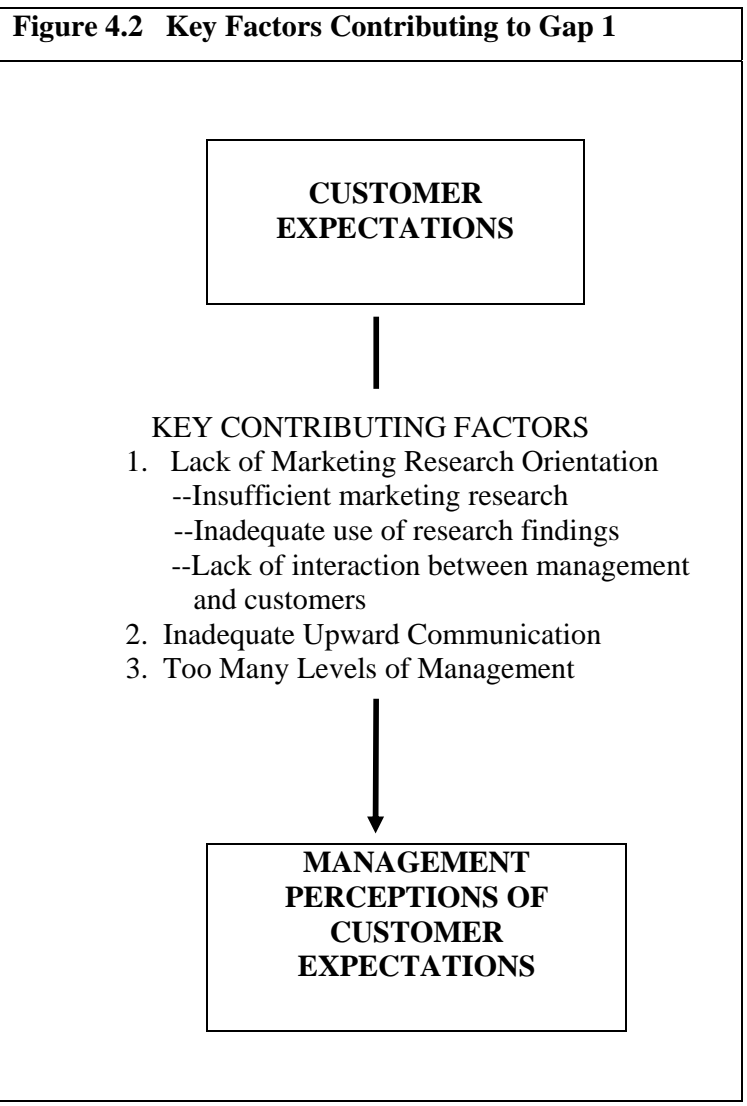 Figure 4.2 Key Factors Contributing to Gap 1
CUSTOMER
EXPECTATIONS
KEY CONTRIBUTING FACTORS
1. Lack of Marketing Research Orientation
--Insufficient marketing research
--Inadequate use of research findings
--Lack of interaction between management
and customers
2. Inadequate Upward Communication
3. Too Many Levels of Management
MANAGEMENT
PERCEPTIONS OF
CUSTOMER
EXPECTATIONS